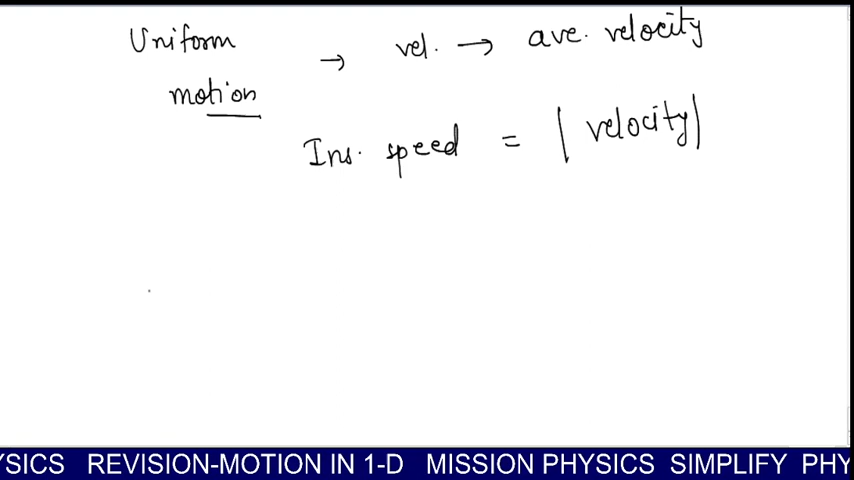 Uniform motion → vel. → ave. velocity
Ins. speed = | velocity |
YSICS REVISION-MOTION IN 1-D MISSION PHYSICS SIMPLIFY PHY